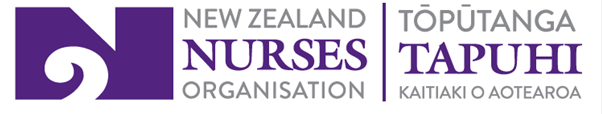 NEW ZEALAND
NURSES
ORGANISATION
TŌPŪTANGA
TAPUHI
KAITIAKI O AOTEAROA